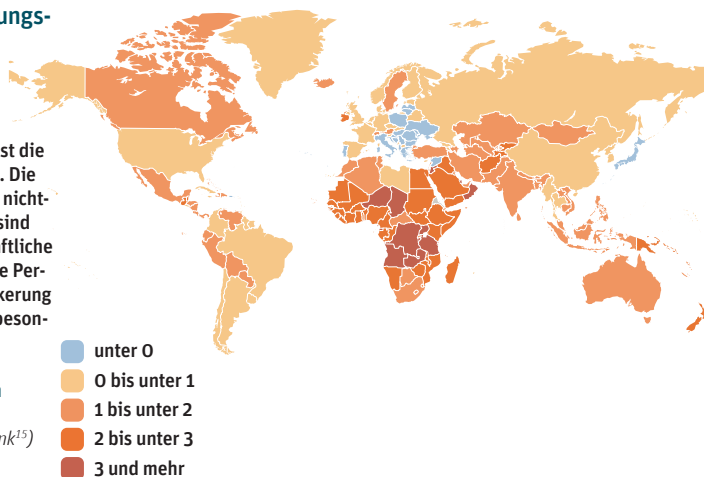 ungs-
st die
. Die
nicht-
sind
ftliche
e Per-
kerung
beson-
nk¹⁵)
unter 0
0 bis unter 1
1 bis unter 2
2 bis unter 3
3 und mehr